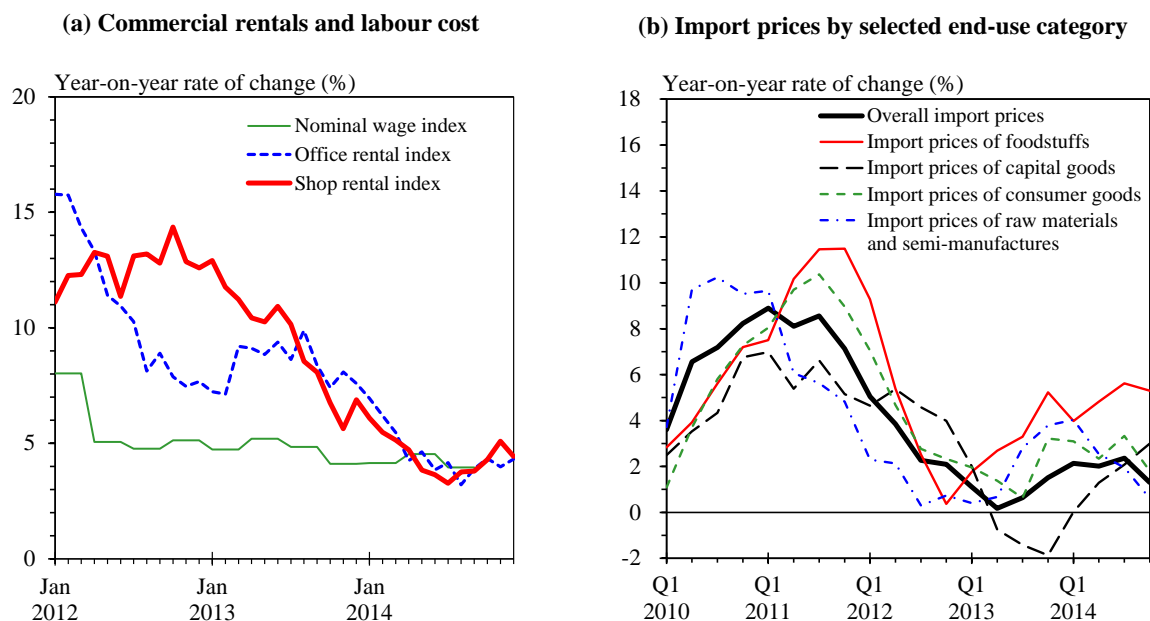 (a) Commercial rentals and labour cost
Year-on-year rate of change (%)
20
15
10
5
0
Nominal wage index
Office rental index
Shop rental index
Jan
2012
Jan
2013
Jan
2014
(b) Import prices by selected end-use category
Year-on-year rate of change (%)
18
16
14
12
10
8
6
4
2
0
-2
Overall import prices
Import prices of foodstuffs
Import prices of capital goods
Import prices of consumer goods
Import prices of raw materials
and semi-manufactures
Q1
2010
Q1
2011
Q1
2012
Q1
2013
Q1
2014